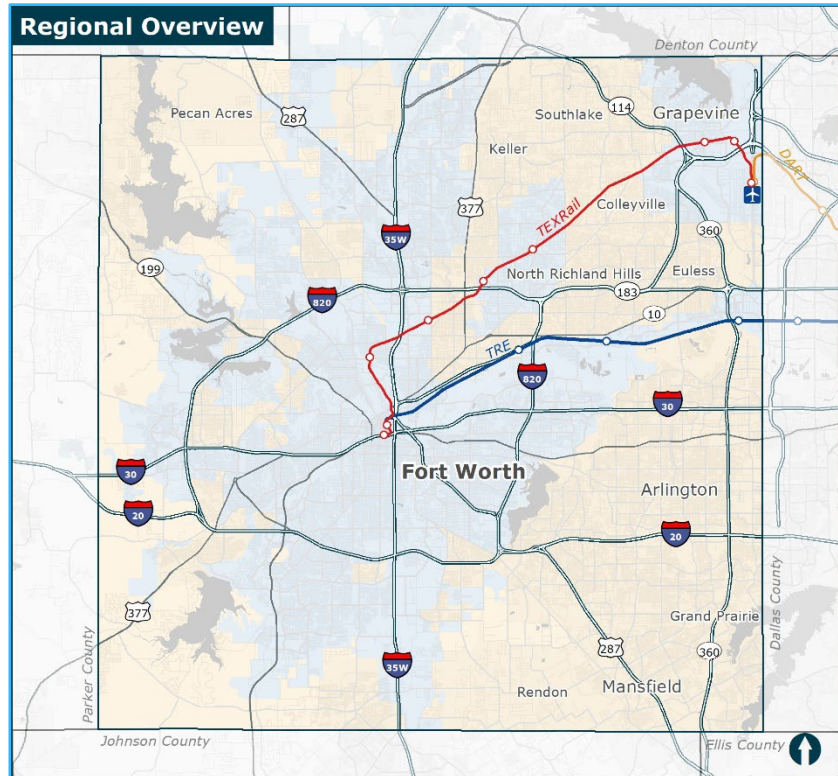 Regional Overview
Denton County
Pecan Acres
287
Southlake
114
Grapevine
Keller
DART
377
TEXRail
Colleyville
35W
360
199
North Richland Hills
Euless
820
183
10
TRE
820
30
30
Fort Worth
Arlington
20
20
377
Grand Prairie
Dallas County
Parker County
35W
287
360
Rendon
Mansfield
Johnson County
Ellis County